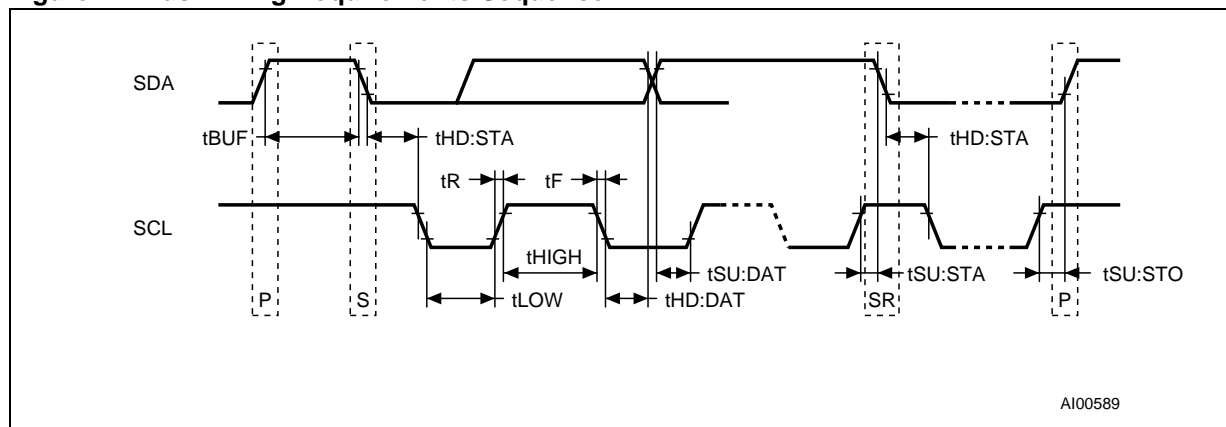 SDA
tBUF
tHD:STA
tHD:STA
tR
tF
SCL
tHIGH
tSU:DAT
tSU:STA
tSU:STO
P
S
tLOW
tHD:DAT
SR
P
AI00589